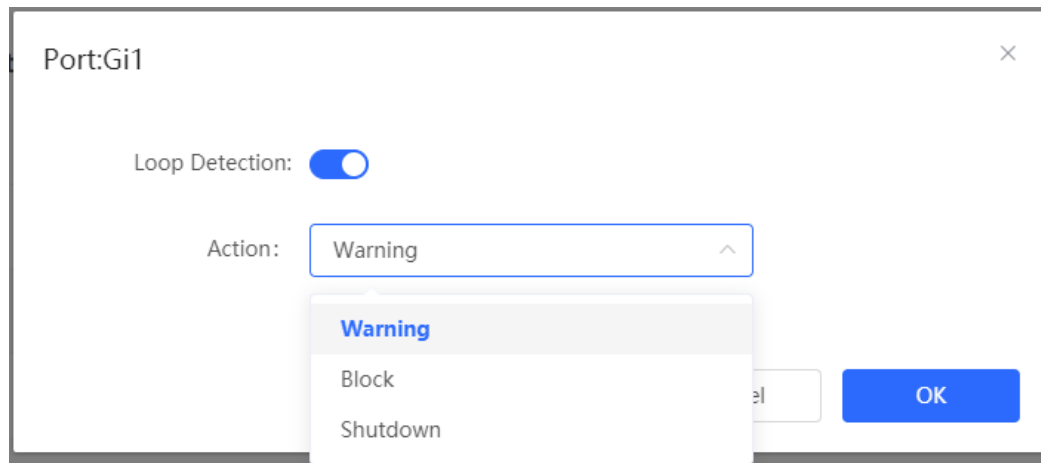 Port:Gi1
Loop Detection:
Action:
Warning
Warning
Block
Shutdown
OK